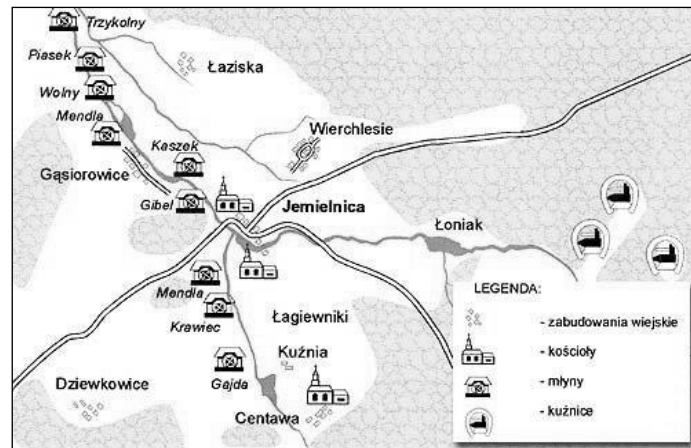 Trzykolny
Piasek
Łaziska
Wolny
Mendla
Wierchlesie
Kaszek
Gąsiorowice
Gibel
Jemielnica
Łoniak
Mendla
Krawiec
Łagiewniki
Kuźnia
Gajda
Dziewkowice
Centawa
LEGENDA:
- zabudowania wiejskie
- kościoły
- młyny
- kuźnice